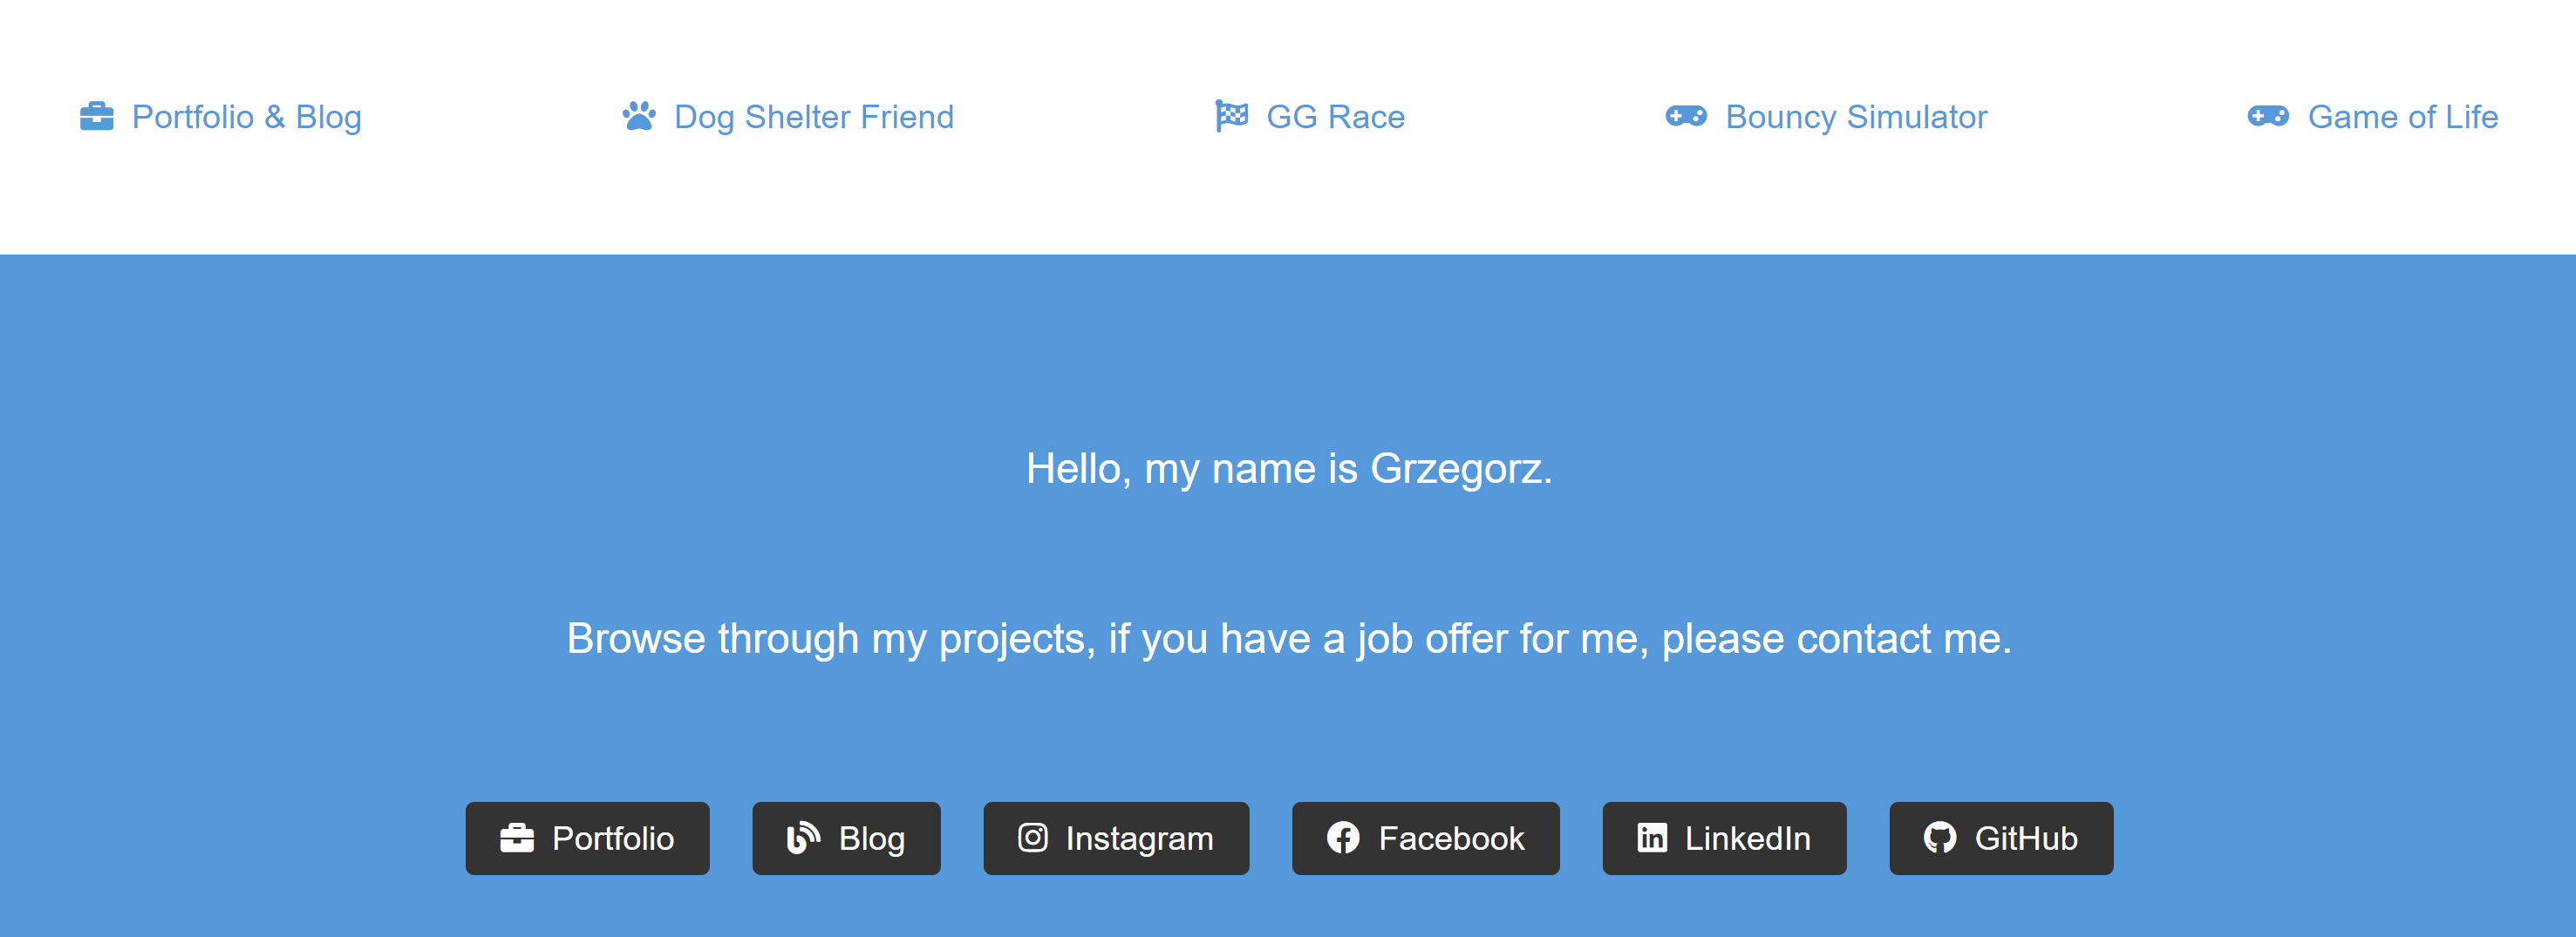 Portfolio & Blog Dog Shelter Friend GG Race Bouncy Simulator Game of Life
Hello, my name is Grzegorz.
Browse through my projects, if you have a job offer for me, please contact me.
Portfolio Blog Instagram Facebook LinkedIn GitHub